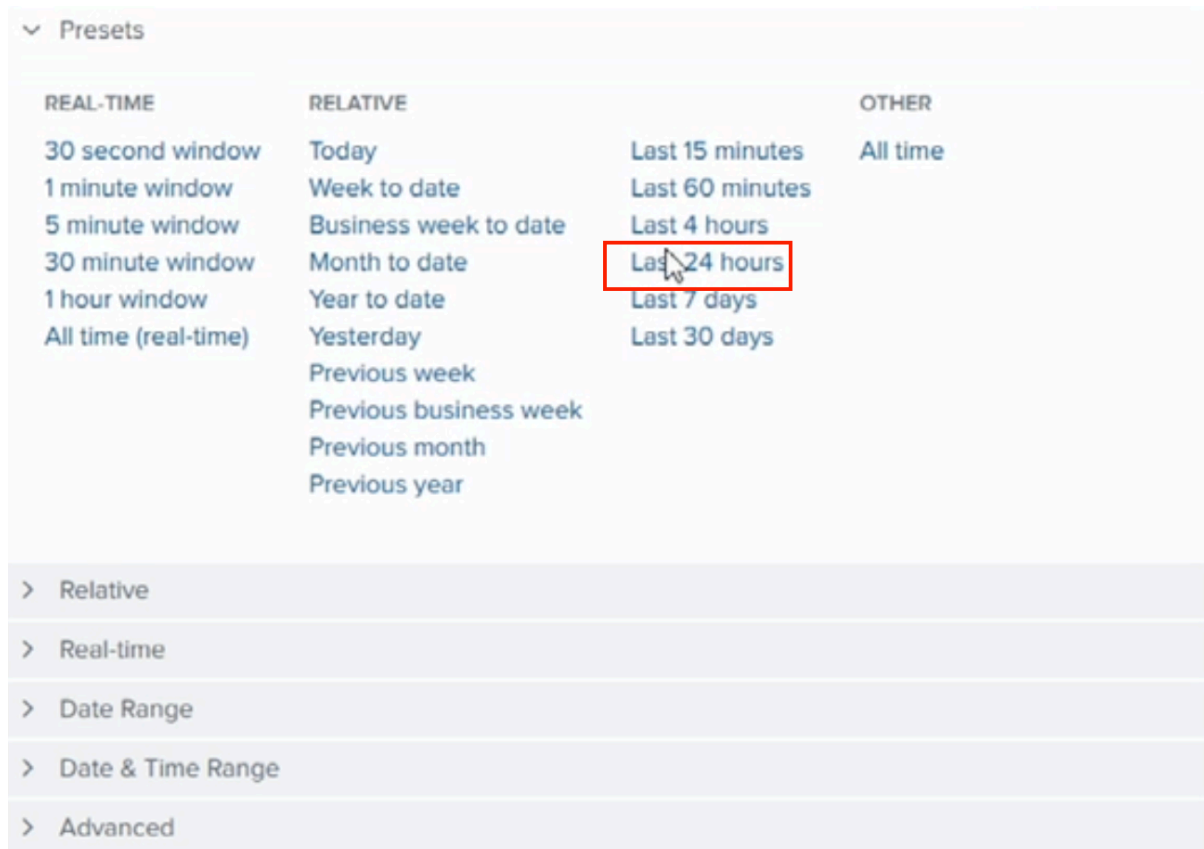 Presets
REAL-TIME
30 second window
1 minute window
5 minute window
30 minute window
1 hour window
All time (real-time)
RELATIVE
Today
Week to date
Business week to date
Month to date
Year to date
Yesterday
Previous week
Previous business week
Previous month
Previous year
Last 15 minutes
Last 60 minutes
Last 4 hours
Last 24 hours
Last 7 days
Last 30 days
OTHER
All time
Relative
Real-time
Date Range
Date & Time Range
Advanced